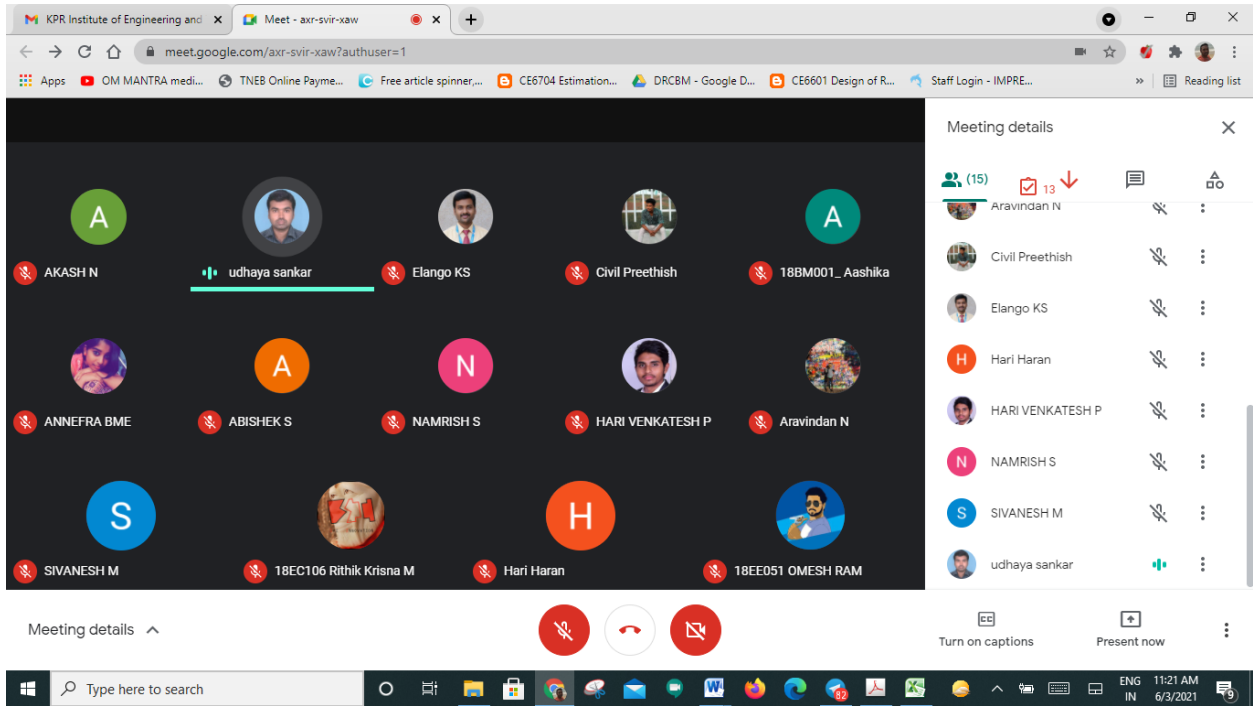 KPR Institute of Engineering and
Meet - axr-svir-xaw
meet.google.com/axr-svir-xaw?authuser=1
Apps
OM MANTRA medi...
TNEB Online Payme...
Free article spinner,...
CE6704 Estimation...
DRCBM - Google D...
CE6601 Design of R...
Staff Login - IMPRE...
»
Reading list
A
AKASH N
udhaya sankar
Elango KS
Civil Preethish
A
18BM001_ Aashika
ANNEFRA BME
A
ABISHEK S
N
NAMRISH S
HARI VENKATESH P
Aravindan N
S
SIVANESH M
18EC106 Rithik Krisna M
H
Hari Haran
18EE051 OMESH RAM
Meeting details
(15)
13
Aravindan N
Civil Preethish
Elango KS
H
Hari Haran
HARI VENKATESH P
N
NAMRISH S
S
SIVANESH M
udhaya sankar
Meeting details
CC
Turn on captions
Present now
Type here to search
82
ENG
IN
11:21 AM
6/3/2021
9